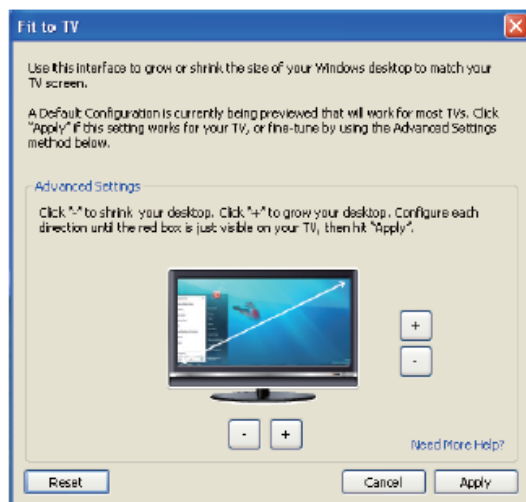 Fit to TV
Use this interface to grow or shrink the size of your Windows desktop to match your
TV screen.
A Default Configuration is currently being previewed that will work for most TVs. Click
"Apply" if this setting works for your TV, or fine-tune by using the Advanced Settings
method below.
Advanced Settings
Click "-" to shrink your desktop. Click "+" to grow your desktop. Configure each
direction until the red box is just visible on your TV, then hit "Apply".
+
-
- +
Need More Help?
Reset Cancel Apply